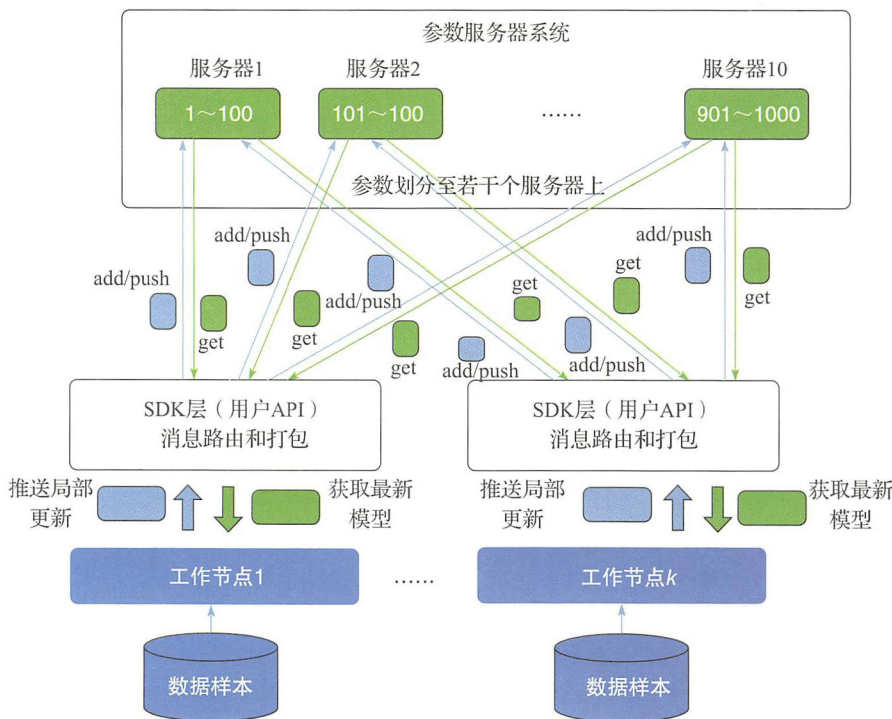 参数服务器系统
服务器1
服务器2
服务器10
1～100
101～100
……
901～1000
参数划分至若干个服务器上
add/push
add/push
add/push
get
get
get
get
get
add/push
add/push
add/push
get
SDK层（用户API）
消息路由和打包
SDK层（用户API）
消息路由和打包
推送局部
更新
获取最新
模型
推送局部
更新
获取最新
模型
工作节点1
……
工作节点k
数据样本
数据样本